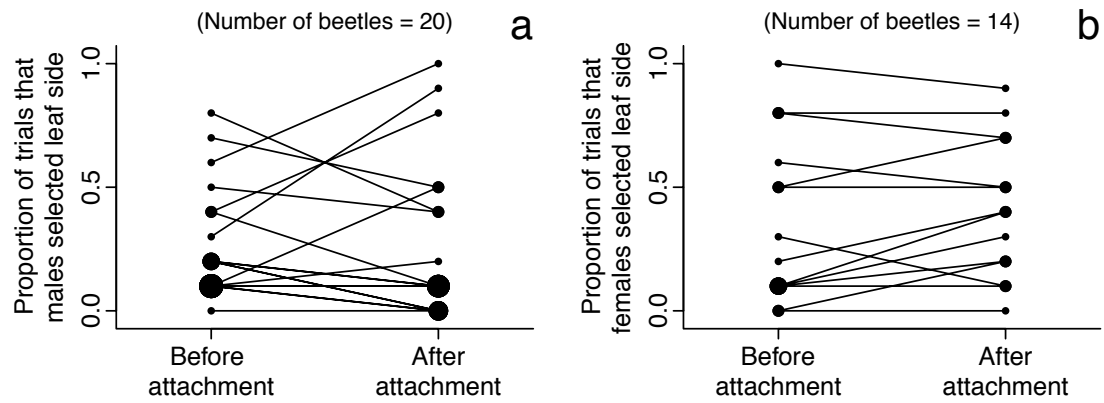 (Number of beetles = 20)
a
Proportion of trials that
males selected leaf side
1.0
0.5
0.0
Before
attachment
After
attachment
(Number of beetles = 14)
b
Proportion of trials that
females selected leaf side
1.0
0.5
0.0
Before
attachment
After
attachment